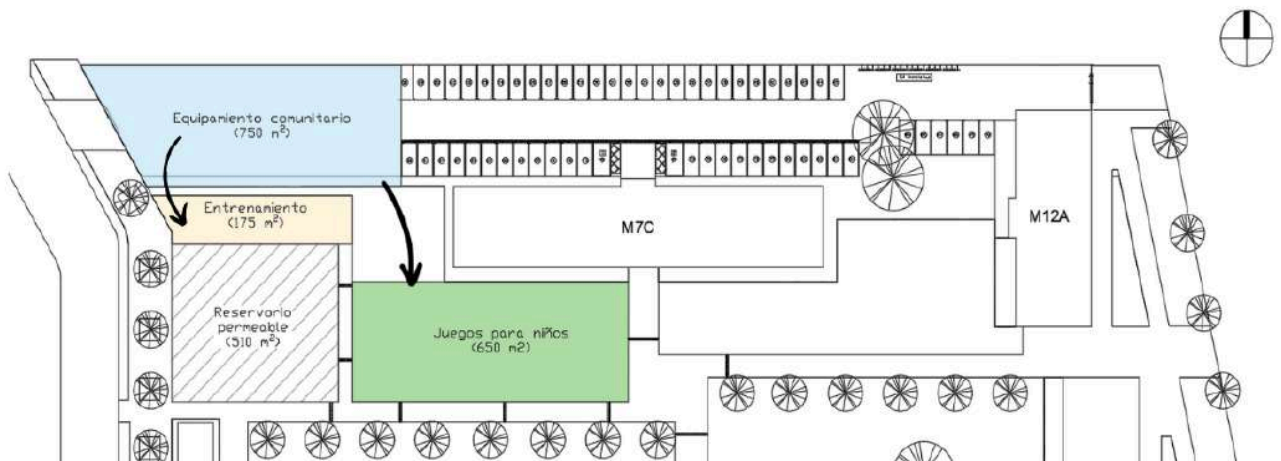 Equipamiento comunitario
(750 m²)
Entrenamiento
(175 m²)
M7C
M12A
Reservorio
permeable
(510 m²)
Juegos para niños
(650 m2)